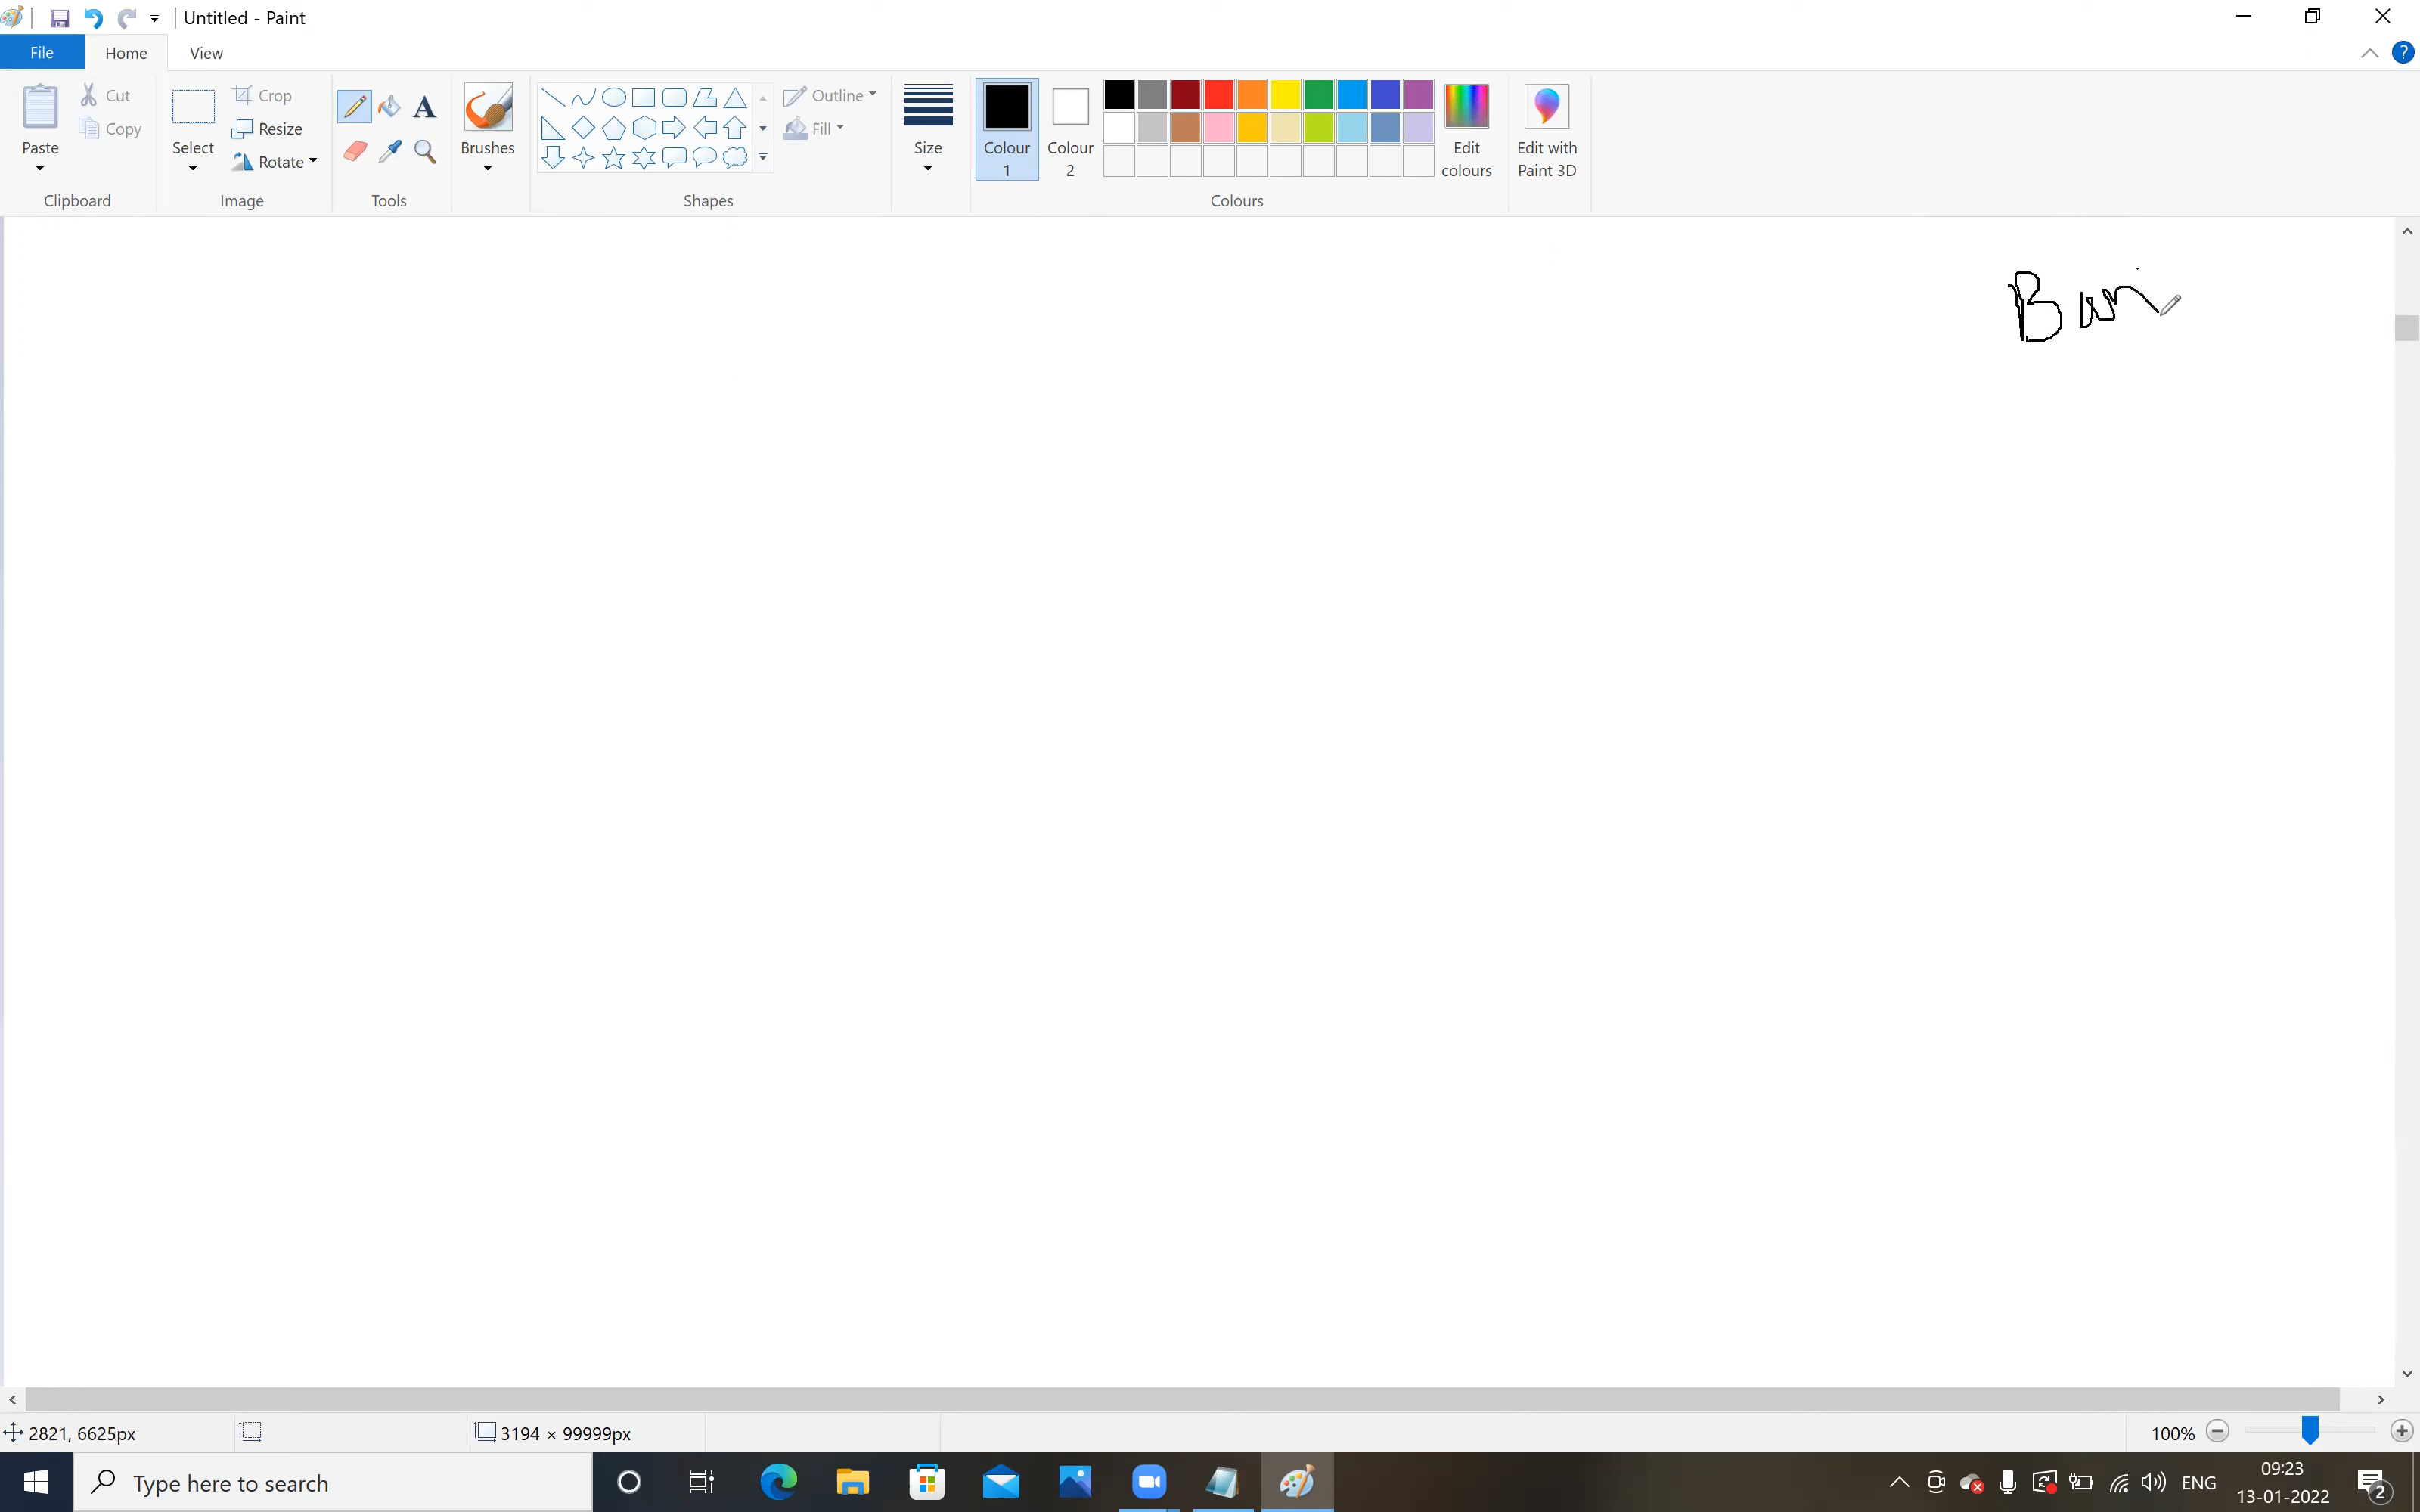 Untitled - Paint
File Home View
Paste
Cut
Copy
Clipboard
Select
Crop
Resize
Rotate
Image
Tools
Brushes
Shapes
Outline
Fill
Size
Colour 1
Colour 2
Colours
Edit colours
Edit with Paint 3D
2821, 6625px
3194 × 99999px
100%
Type here to search
ENG
09:23
13-01-2022
2